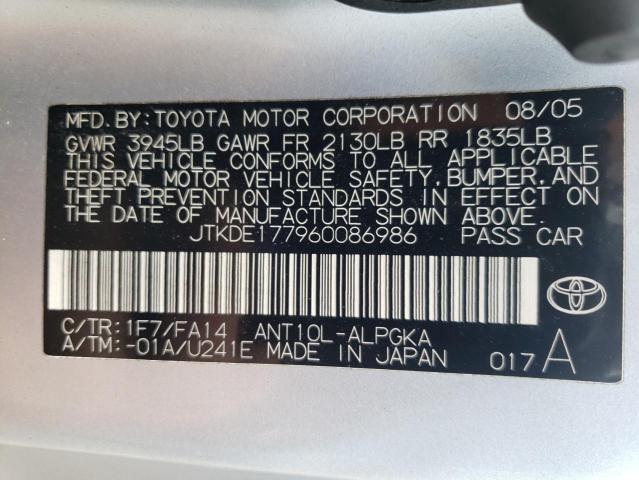 MFD. BY: TOYOTA MOTOR CORPORATION 08/05
GVWR 3945LB GAWR FR 2130LB RR 1835LB
THIS VEHICLE CONFORMS TO ALL APPLICABLE
FEDERAL MOTOR VEHICLE SAFETY, BUMPER, AND
THEFT PREVENTION STANDARDS IN EFFECT ON
THE DATE OF MANUFACTURE SHOWN ABOVE.
JTKDE177960086986 PASS CAR
C/TR: 1F7/FA14 ANT10L-ALPGKA
A/TM: -01A/U241E MADE IN JAPAN 017 A